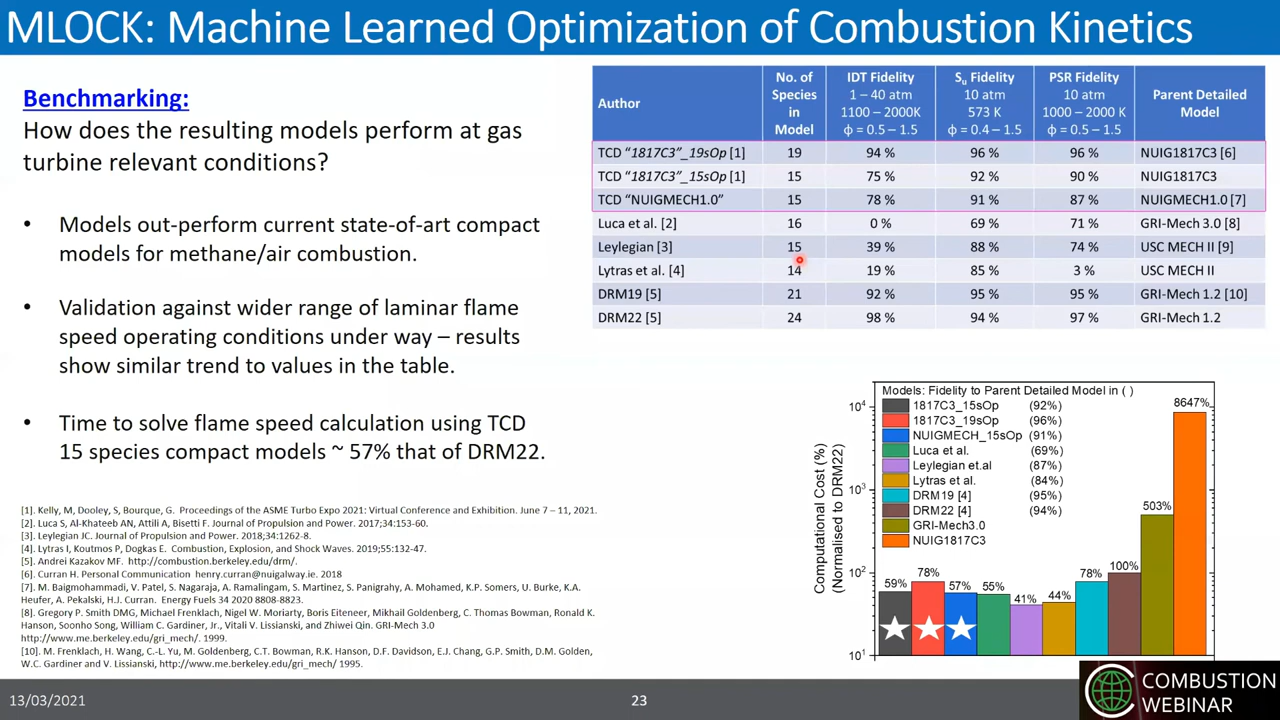 MLOCK: Machine Learned Optimization of Combustion Kinetics
Benchmarking:
How does the resulting models perform at gas
turbine relevant conditions?
• Models out-perform current state-of-art compact
models for methane/air combustion.
• Validation against wider range of laminar flame
speed operating conditions under way – results
show similar trend to values in the table.
• Time to solve flame speed calculation using TCD
15 species compact models ~ 57% that of DRM22.
[1]. Kelly, M, Dooley, S, Bourque, G. Proceedings of the ASME Turbo Expo 2021: Virtual Conference and Exhibition. June 7 – 11, 2021.
[2]. Luca S, Al-Khateeb AN, Attili A, Bisetti F. Journal of Propulsion and Power. 2017;34:153-60.
[3]. Leylegian JC. Journal of Propulsion and Power. 2018;34:1262-8.
[4]. Lytras I, Koutmos P, Dogkas E. Combustion, Explosion, and Shock Waves. 2019;55:132-47.
[5]. Andrei Kazakov MF. http://combustion.berkeley.edu/drm/.
[6]. Curran H. Personal Communication henry.curran@nuigalway.ie. 2018
[7]. M. Baigmohammadi, V. Patel, S. Nagaraja, A. Ramalingam, S. Martinez, S. Panigrahy, A. Mohamed, K.P. Somers, U. Burke, K.A.
Heufer, A. Pekalski, H.J. Curran. Energy Fuels 34 2020 8808-8823.
[8]. Gregory P. Smith DMG, Michael Frenklach, Nigel W. Moriarty, Boris Eiteneer, Mikhail Goldenberg, C. Thomas Bowman, Ronald K.
Hanson, Soonho Song, William C. Gardiner, Jr., Vitali V. Lissianski, and Zhiwei Qin. GRI-Mech 3.0
http://www.me.berkeley.edu/gri_mech/. 1999.
[10]. M. Frenklach, H. Wang, C.-L. Yu, M. Goldenberg, C.T. Bowman, R.K. Hanson, D.F. Davidson, E.J. Chang, G.P. Smith, D.M. Golden,
W.C. Gardiner and V. Lissianski, http://www.me.berkeley.edu/gri_mech/ 1995.
Author | No. of Species in Model | IDT Fidelity 1 – 40 atm 1100 – 2000K ϕ = 0.5 – 1.5 | Su Fidelity 10 atm 573 K ϕ = 0.4 – 1.5 | PSR Fidelity 10 atm 1000 – 2000 K ϕ = 0.5 – 1.5 | Parent Detailed Model
TCD “1817C3”_19sOp [1] 19 94 % 96 % 96 % NUIG1817C3 [6]
TCD “1817C3”_15sOp [1] 15 75 % 92 % 90 % NUIG1817C3
TCD “NUIGMECH1.0” 15 78 % 91 % 87 % NUIGMECH1.0 [7]
Luca et al. [2] 16 0 % 69 % 71 % GRI-Mech 3.0 [8]
Leylegian [3] 15 39 % 88 % 74 % USC MECH II [9]
Lytras et al. [4] 14 19 % 85 % 3 % USC MECH II
DRM19 [5] 21 92 % 95 % 95 % GRI-Mech 1.2 [10]
DRM22 [5] 24 98 % 94 % 97 % GRI-Mech 1.2
Models: Fidelity to Parent Detailed Model in ( )
1817C3_15sOp (92%)
1817C3_19sOp (96%)
NUIGMECH_15sOp (91%)
Luca et al. (69%)
Leylegian et.al (87%)
Lytras et al. (84%)
DRM19 [4] (95%)
DRM22 [4] (94%)
GRI-Mech3.0
NUIG1817C3
Computational Cost (%)
(Normalised to DRM22)
10⁴
10³
10²
10¹
59% 78% 57% 55% 41% 44% 78% 100% 503% 8647%
13/03/2021
23
COMBUSTION
WEBINAR